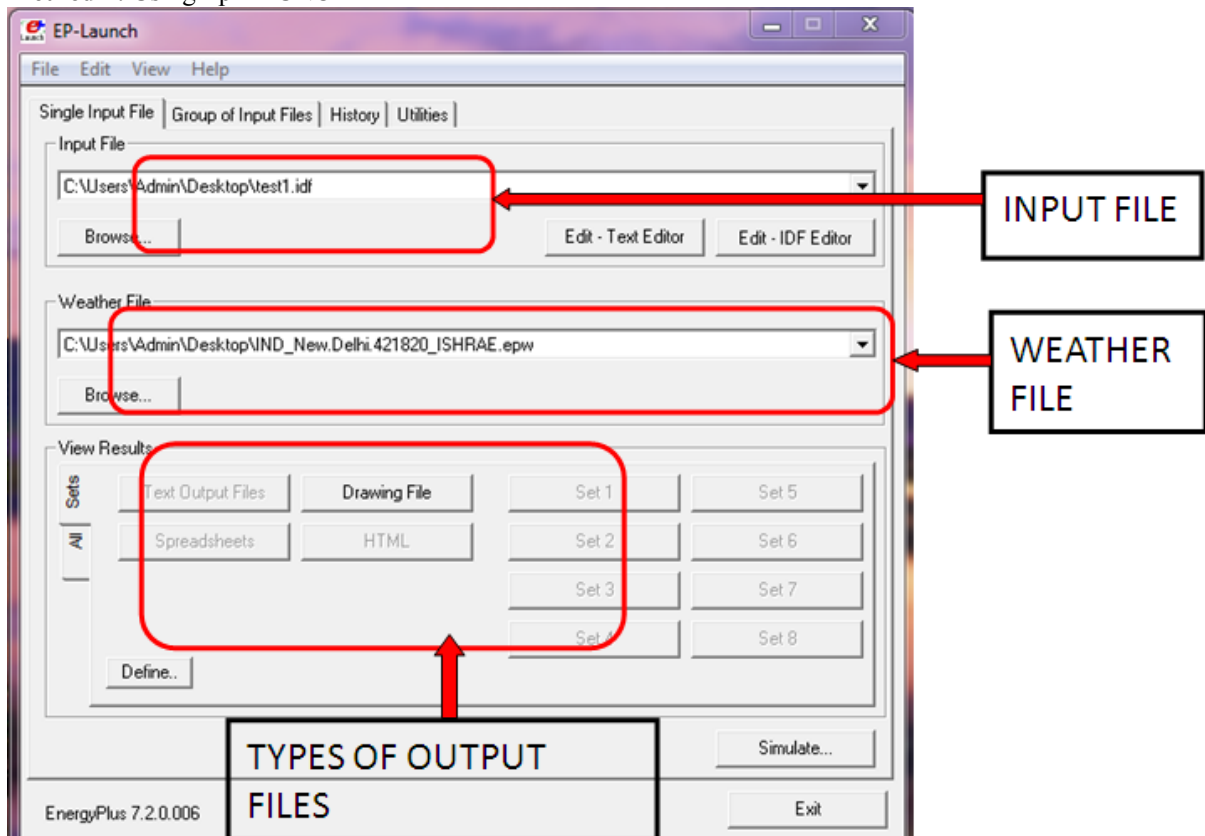 EP-Launch
File Edit View Help
Single Input File Group of Input Files History Utilities
Input File
C:\Users\Admin\Desktop\test1.idf
Browse... Edit - Text Editor Edit - IDF Editor
INPUT FILE
Weather File
C:\Users\Admin\Desktop\IND_New.Delhi.421820_ISHRAE.epw
Browse...
WEATHER
FILE
View Results
Sets
All
Text Output Files Drawing File Set 1 Set 5
Spreadsheets HTML Set 2 Set 6
Set 3 Set 7
Set 4 Set 8
Define..
TYPES OF OUTPUT
FILES
Simulate...
EnergyPlus 7.2.0.006 Exit